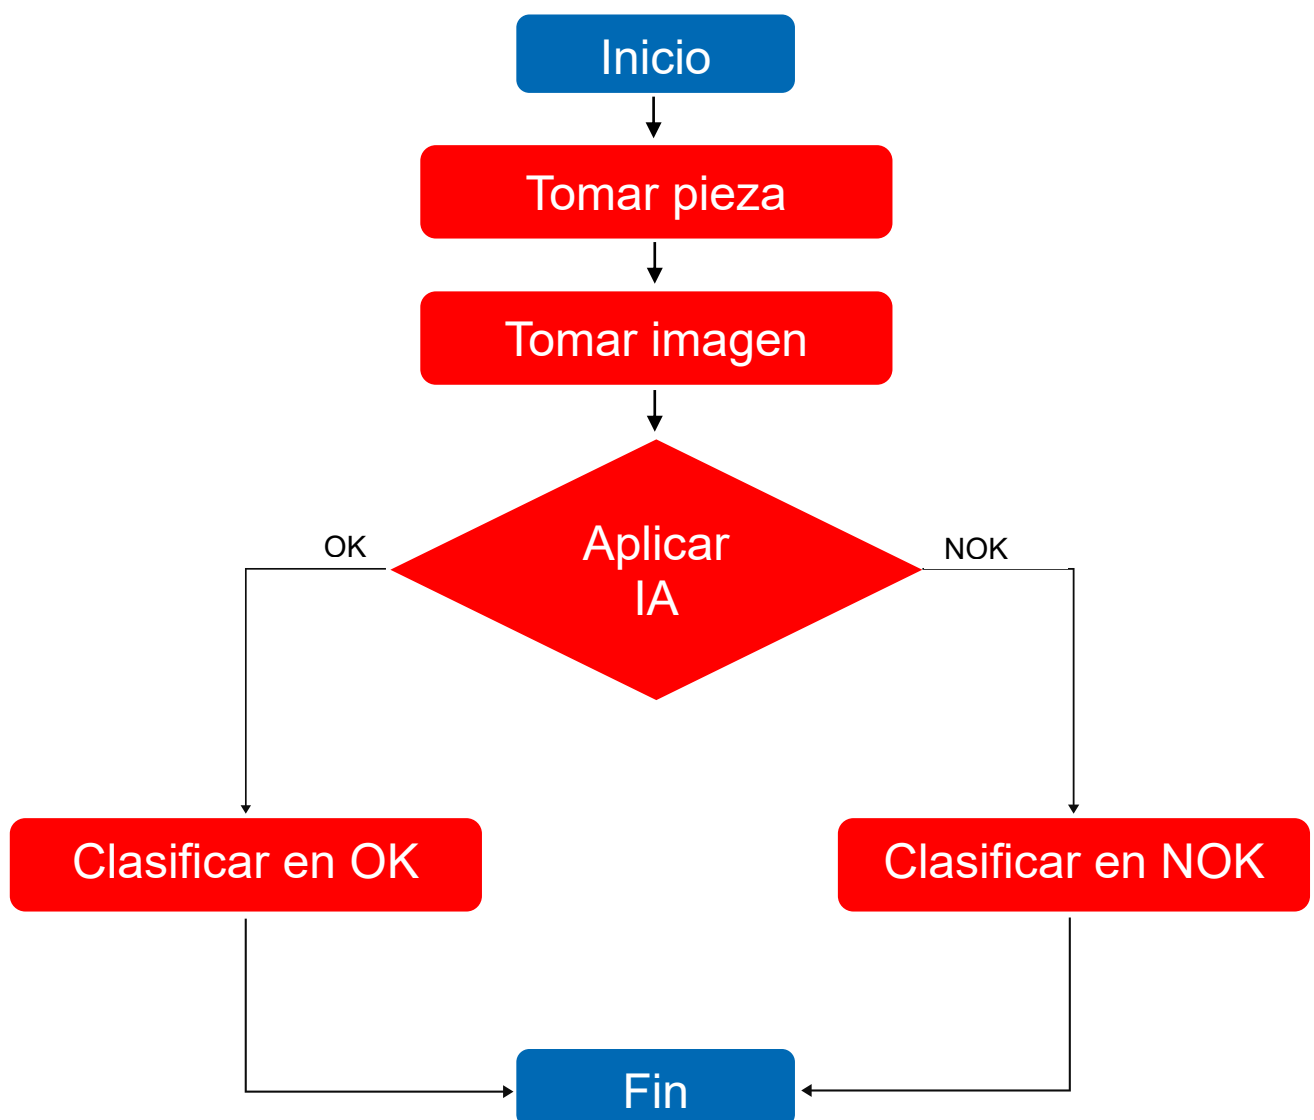 Inicio
Tomar pieza
Tomar imagen
Aplicar
IA
OK
NOK
Clasificar en OK
Clasificar en NOK
Fin